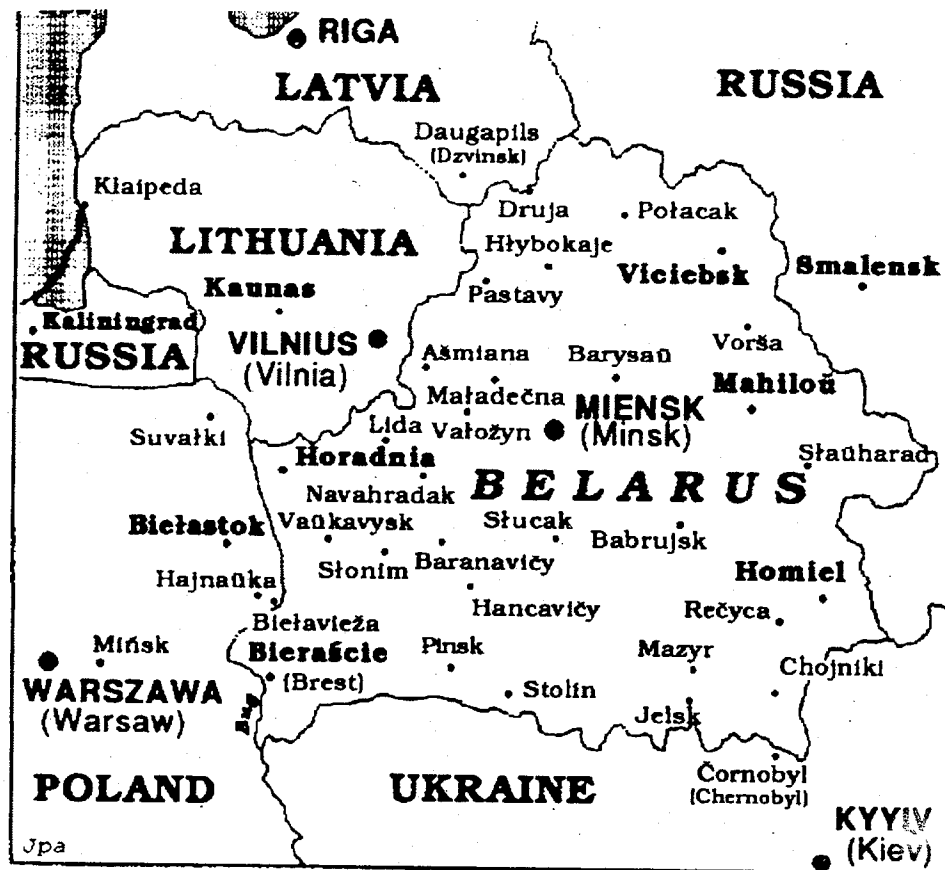 RIGA
LATVIA
RUSSIA
Daugapils
(Dzvinsk)
Kłaipeda
Druja
Połacak
LITHUANIA
Hłybokaje
Viciebsk
Smalensk
Kaunas
Pastavy
Kaliningrad)
RUSSIA
VILNIUS
(Vilnia)
Ašmiana
Barysaŭ
Vorša
Maładečna
Mahiloŭ
MIENSK
(Minsk)
Suvałki
Lida
Vałožyn
Horadnia
Słaŭharad
Navahradak
BELARUS
Biełastok
Vaŭkavysk
Słucak
Babrujsk
Słonim
Baranavičy
Homiel
Hajnaŭka
Hancavičy
Rečyca
Biełavieža
Mińsk
Bieraście
(Brest)
Pinsk
Mazyr
Chojniki
WARSZAWA
(Warsaw)
Stolin
Bug
Jelsk
POLAND
UKRAINE
Čornobyl
(Chernobyl)
KYYIV
(Kiev)
Jpa